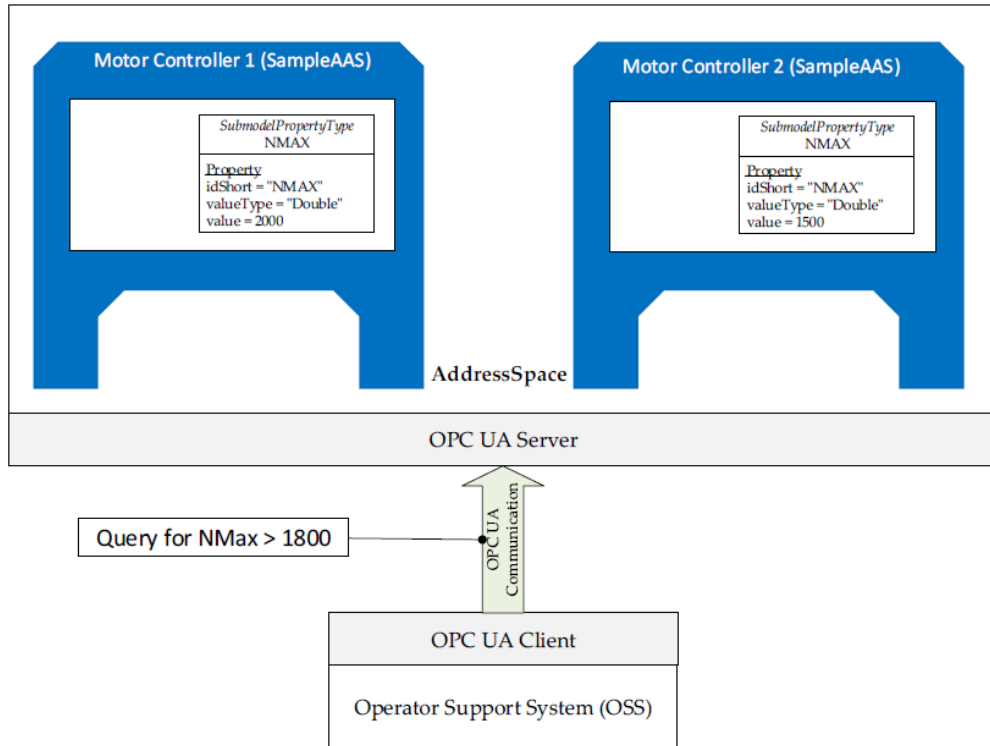 Motor Controller 1 (SampleAAS)
SubmodelPropertyType
NMAX
Property
idShort = "NMAX"
valueType = "Double"
value = 2000
Motor Controller 2 (SampleAAS)
SubmodelPropertyType
NMAX
Property
idShort = "NMAX"
valueType = "Double"
value = 1500
AddressSpace
OPC UA Server
Query for NMax > 1800
OPC UA
Communication
OPC UA Client
Operator Support System (OSS)